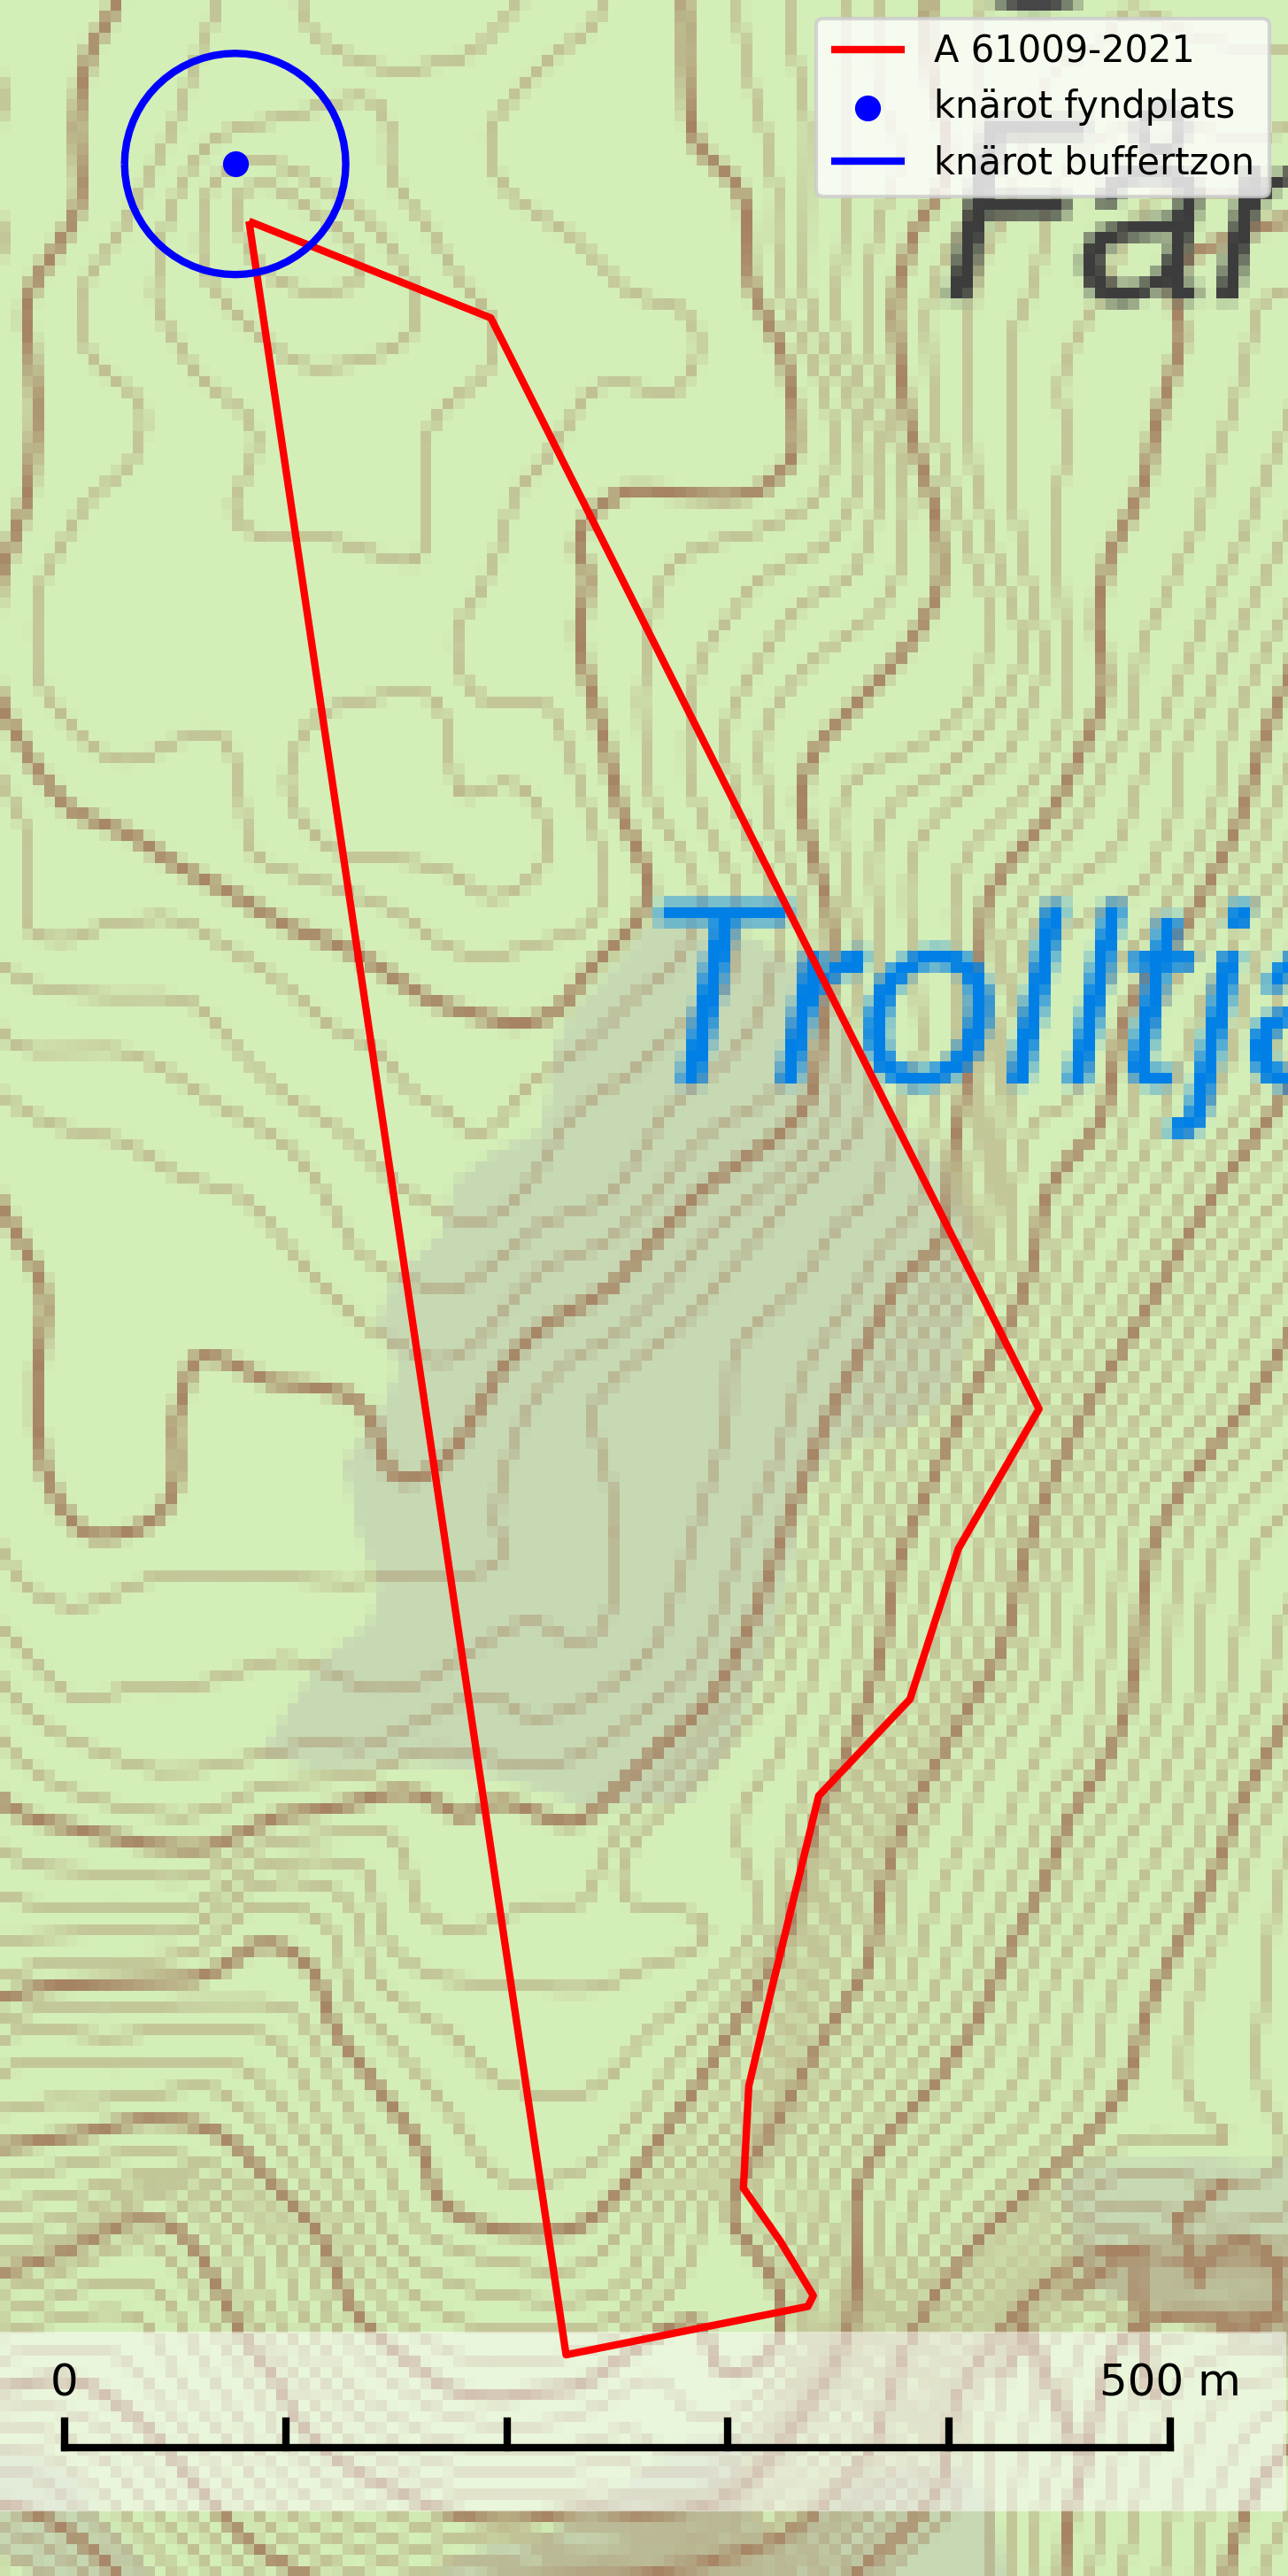 A 61009-2021
knärot fyndplats
knärot buffertzon
0
500 m